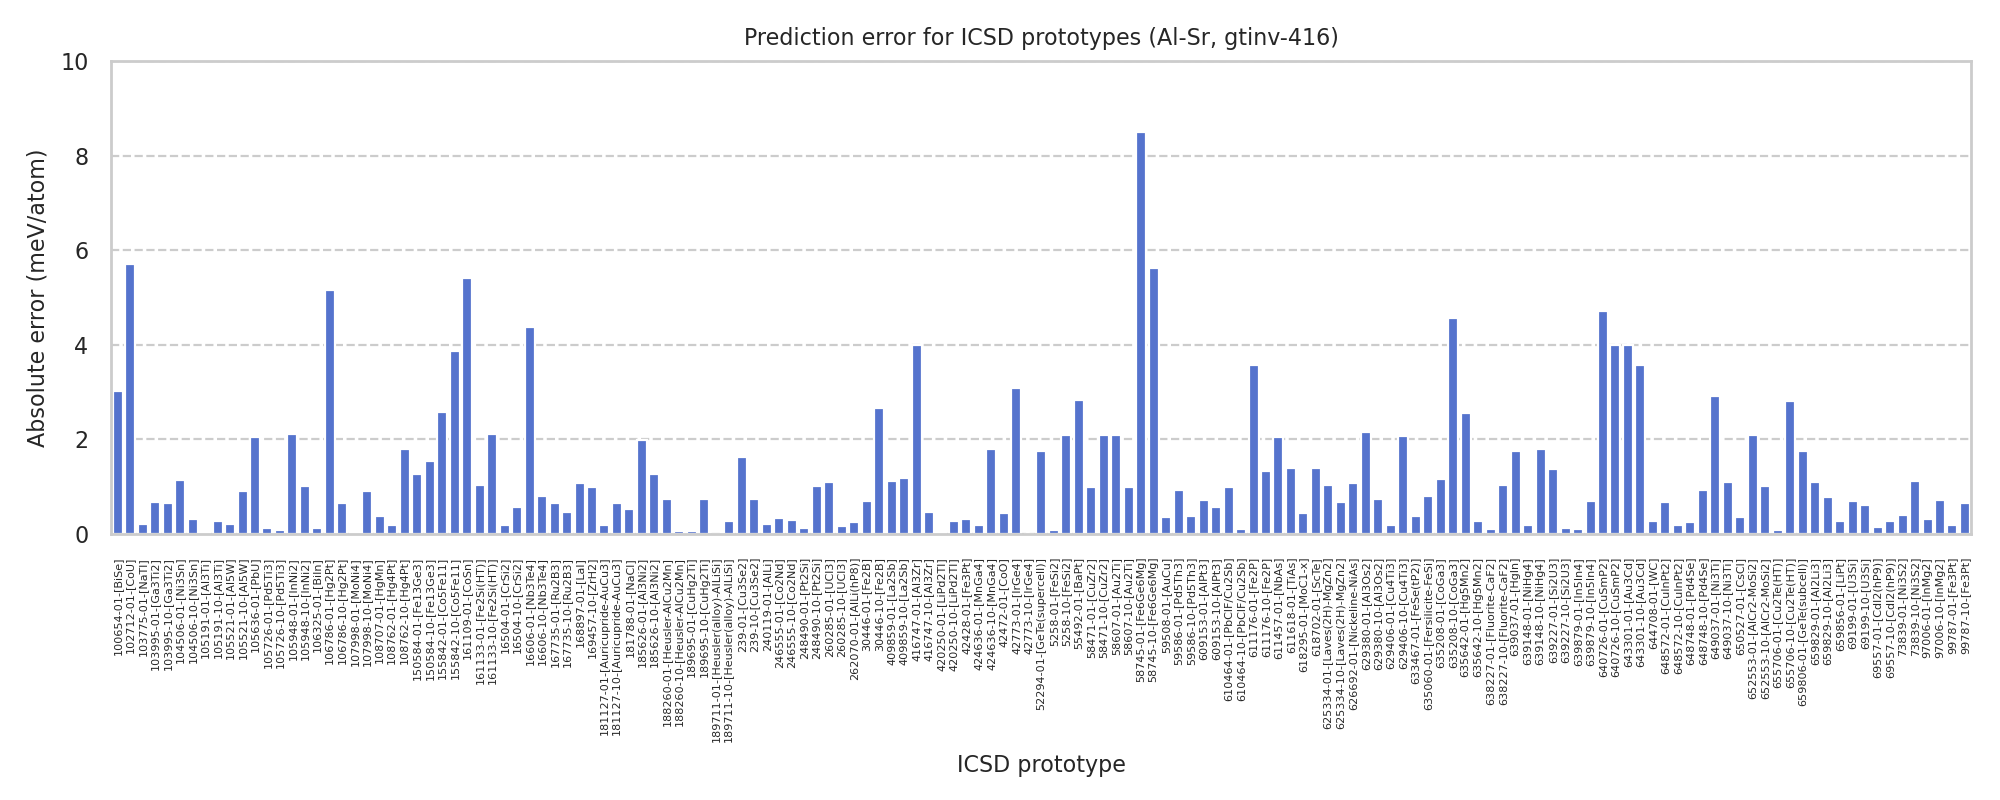 Prediction error for ICSD prototypes (Al-Sr, gtinv-416)
Absolute error (meV/atom)
10
8
6
4
2
0
100654-01-[BiSe]
102712-01-[CoU]
103775-01-[NaTl]
103995-01-[Ga3Ti2]
103995-10-[Ga3Ti2]
104506-01-[Ni3Sn]
104506-10-[Ni3Sn]
105191-01-[Al3Ti]
105191-10-[Al3Ti]
105521-01-[Al5W]
105521-10-[Al5W]
105636-01-[PbU]
105726-01-[Pd5Ti3]
105726-10-[Pd5Ti3]
105948-01-[InNi2]
105948-10-[InNi2]
106325-01-[BiIn]
106786-01-[Hg2Pt]
106786-10-[Hg2Pt]
107998-01-[MoNi4]
107998-10-[MoNi4]
108707-01-[HgMn]
108762-01-[Hg4Pt]
108762-10-[Hg4Pt]
150584-01-[Fe13Ge3]
150584-10-[Fe13Ge3]
155842-01-[Co5Fe11]
155842-10-[Co5Fe11]
161109-01-[CoSn]
161133-01-[Fe2Si(HT)]
161133-10-[Fe2Si(HT)]
16504-01-[CrSi2]
16504-10-[CrSi2]
166006-01-[Nb3Te4]
166006-10-[Nb3Te4]
167735-01-[Ru2B3]
167735-10-[Ru2B3]
168897-01-[LaI]
169457-10-[ZrH2]
181127-01-[Auricupride-AuCu3]
181127-10-[Auricupride-AuCu3]
181788-01-[NaCl]
185626-01-[Al3Ni2]
185626-10-[Al3Ni2]
188260-01-[Heusler-AlCu2Mn]
188260-10-[Heusler-AlCu2Mn]
189695-01-[CuHg2Ti]
189695-10-[CuHg2Ti]
189711-01-[Heusler(alloy)-AlLiSi]
189711-10-[Heusler(alloy)-AlLiSi]
239-01-[Cu3Se2]
239-10-[Cu3Se2]
240119-01-[AlLi]
246555-01-[Co2Nd]
246555-10-[Co2Nd]
248490-01-[Pt2Si]
248490-10-[Pt2Si]
260285-01-[UCl3]
260285-10-[UCl3]
262070-01-[AlLi(hP8)]
30446-01-[Fe2B]
30446-10-[Fe2B]
409859-01-[La2Sb]
409859-10-[La2Sb]
416747-01-[Al3Zr]
416747-10-[Al3Zr]
420250-01-[LiPd2Tl]
420250-10-[LiPd2Tl]
42428-01-[Fe3Pt]
424636-01-[MnGa4]
424636-10-[MnGa4]
42472-01-[CoO]
42773-01-[IrGe4]
42773-10-[IrGe4]
52294-01-[GeTe(supercell)]
5258-01-[FeSi2]
5258-10-[FeSi2]
55492-01-[BaPt]
58471-01-[CuZr2]
58471-10-[CuZr2]
58607-01-[Au2Ti]
58607-10-[Au2Ti]
58745-01-[Fe6Ge6Mg]
58745-10-[Fe6Ge6Mg]
59508-01-[AuCu]
59586-01-[Pd5Th3]
59586-10-[Pd5Th3]
609153-01-[AlPt3]
609153-10-[AlPt3]
610464-01-[PbClF/Cu2Sb]
610464-10-[PbClF/Cu2Sb]
611176-01-[Fe2P]
611176-10-[Fe2P]
611457-01-[NbAs]
611618-01-[TiAs]
618295-01-[MoC1-x]
618702-01-[ScTe]
625334-01-[Laves(2H)-MgZn2]
625334-10-[Laves(2H)-MgZn2]
626692-01-[Nickeline-NiAs]
629380-01-[Al3Os2]
629380-10-[Al3Os2]
629406-01-[Cu4Ti3]
629406-10-[Cu4Ti3]
633467-01-[FeSe(tP2)]
635060-01-[Fersilicite-FeSi]
635208-01-[CoGa3]
635208-10-[CoGa3]
635642-01-[Hg5Mn2]
635642-10-[Hg5Mn2]
638227-01-[Fluorite-CaF2]
638227-10-[Fluorite-CaF2]
639037-01-[HgIn]
639148-01-[NiHg4]
639148-10-[NiHg4]
639227-01-[Si2U3]
639227-10-[Si2U3]
639879-01-[In5In4]
639879-10-[In5In4]
640726-01-[CuSmP2]
640726-10-[CuSmP2]
643301-01-[Au3Cd]
643301-10-[Au3Cd]
644708-01-[WC]
648572-01-[CuInPt2]
648572-10-[CuInPt2]
648748-01-[Pd4Se]
648748-10-[Pd4Se]
649037-01-[Ni3Ti]
649037-10-[Ni3Ti]
650527-01-[CsCl]
652553-01-[AlCr2-MoSi2]
652553-10-[AlCr2-MoSi2]
655706-01-[Cu2Te(HT)]
655706-10-[Cu2Te(HT)]
659806-01-[GeTe(subcell)]
659829-01-[Al2Li3]
659829-10-[Al2Li3]
659856-01-[LiPt]
69199-01-[U3Si]
69199-10-[U3Si]
69557-01-[CdI2(hP9)]
69557-10-[CdI2(hP9)]
73839-01-[Ni3S2]
73839-10-[Ni3S2]
97006-01-[InMg2]
97006-10-[InMg2]
99787-01-[Fe3Pt]
99787-10-[Fe3Pt]
ICSD prototype